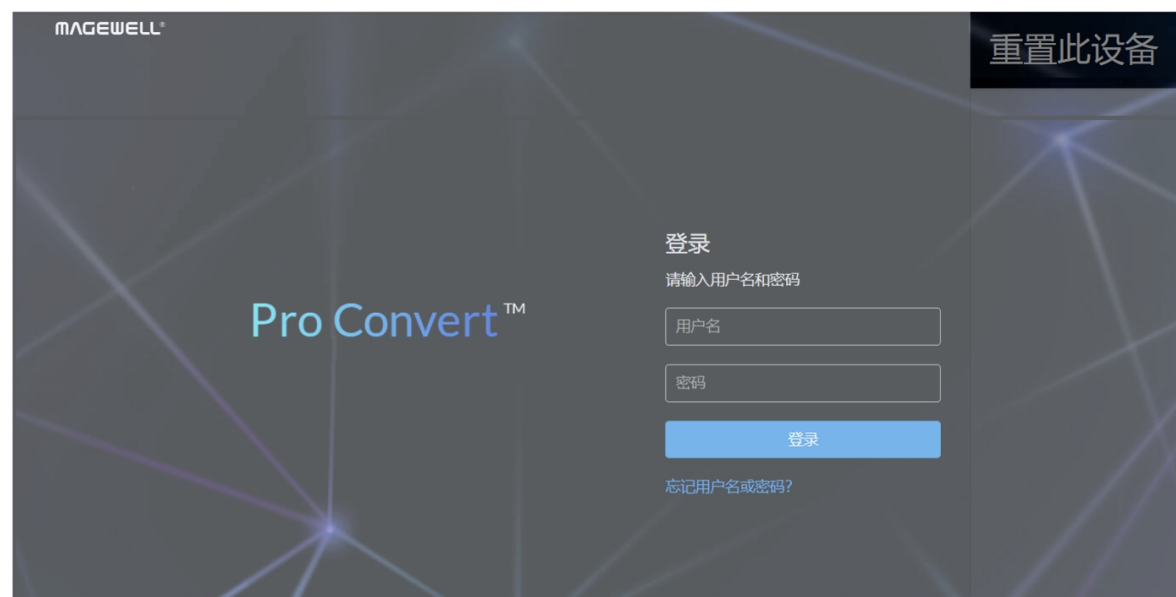 MAGEWELL®
重置此设备
登录
请输入用户名和密码
Pro Convert™
用户名
密码
登录
忘记用户名或密码?